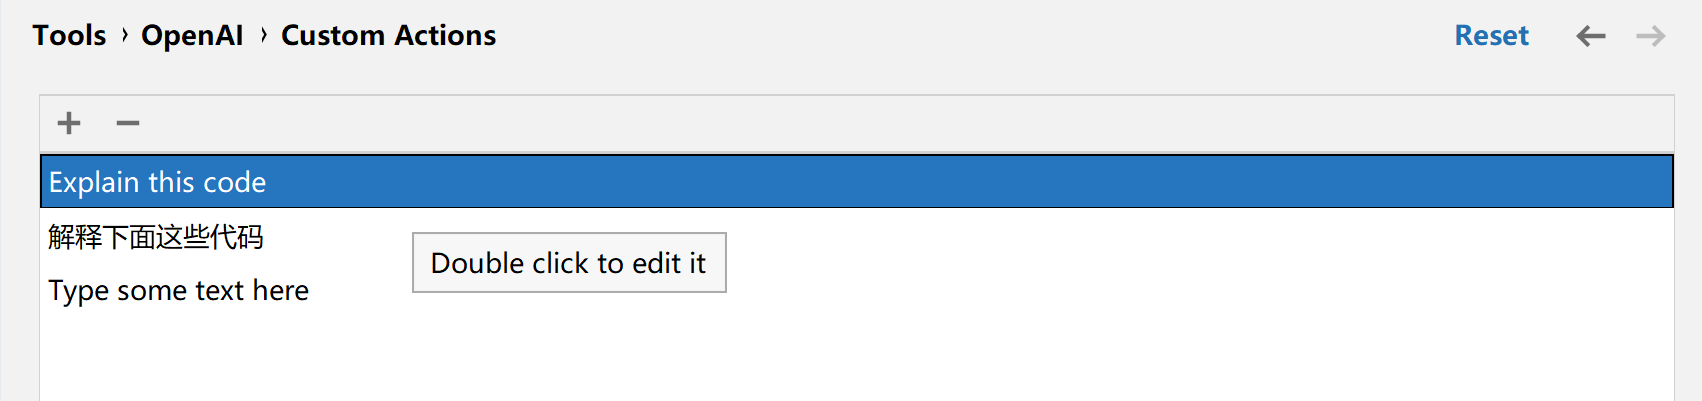 Tools › OpenAI › Custom Actions Reset
Explain this code
解释下面这些代码
Double click to edit it
Type some text here